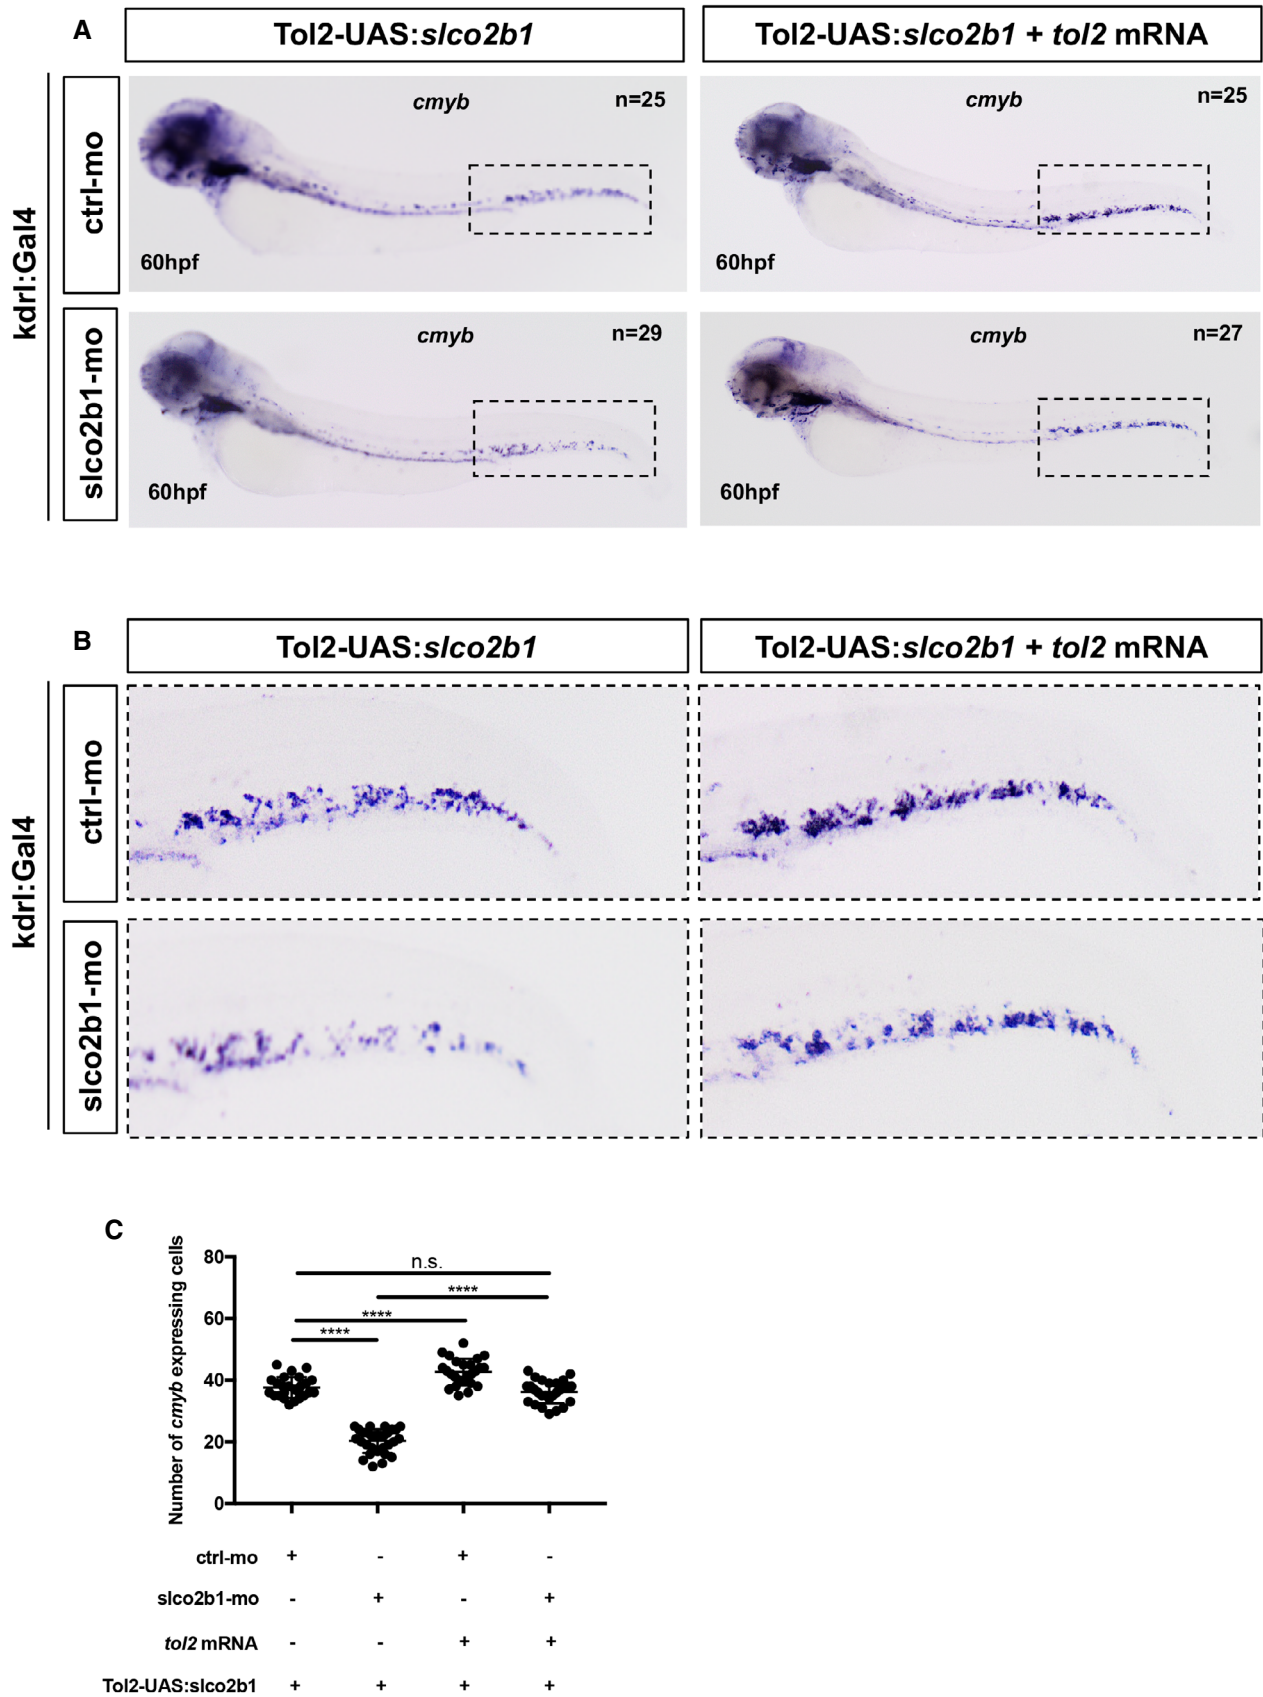 A
Tol2-UAS:slco2b1
Tol2-UAS:slco2b1 + tol2 mRNA
kdrl:Gal4
ctrl-mo
cmyb
n=25
60hpf
cmyb
n=25
60hpf
slco2b1-mo
cmyb
n=29
60hpf
cmyb
n=27
60hpf
B
Tol2-UAS:slco2b1
Tol2-UAS:slco2b1 + tol2 mRNA
kdrl:Gal4
ctrl-mo
slco2b1-mo
C
Number of cmyb expressing cells
80
60
40
20
0
n.s.
****
****
****
ctrl-mo + - + -
slco2b1-mo - + - +
tol2 mRNA - - + +
Tol2-UAS:slco2b1 + + + +